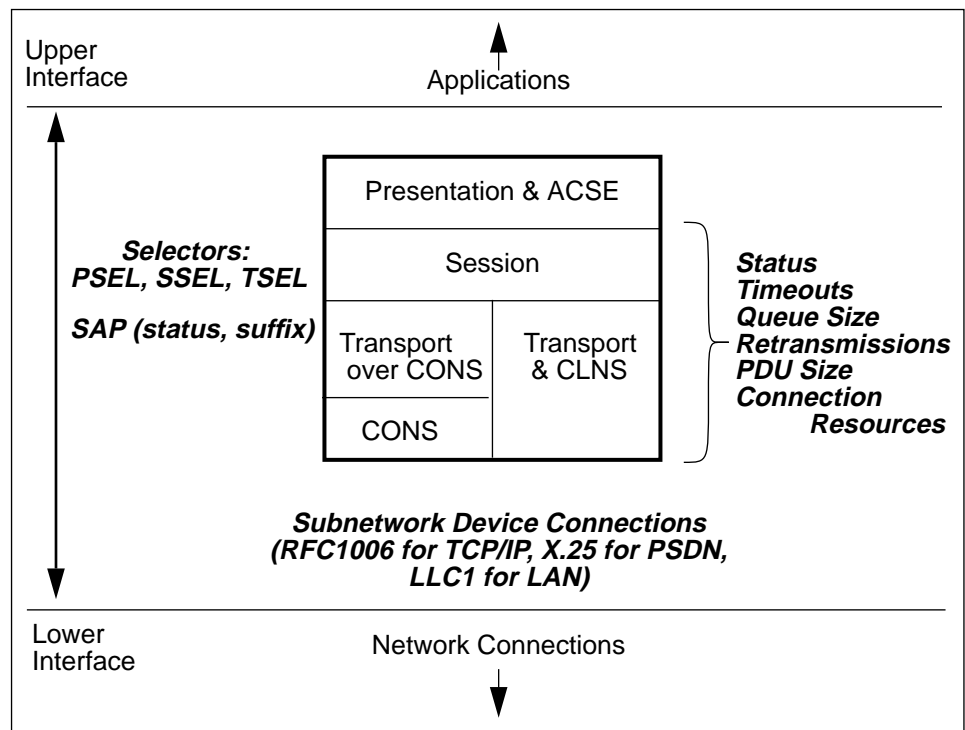 Upper
Interface
Applications
Presentation & ACSE
Selectors:
PSEL, SSEL, TSEL
SAP (status, suffix)
Session
Transport
over CONS
CONS
Transport
& CLNS
Status
Timeouts
Queue Size
Retransmissions
PDU Size
Connection
Resources
Subnetwork Device Connections
(RFC1006 for TCP/IP, X.25 for PSDN,
LLC1 for LAN)
Lower
Interface
Network Connections